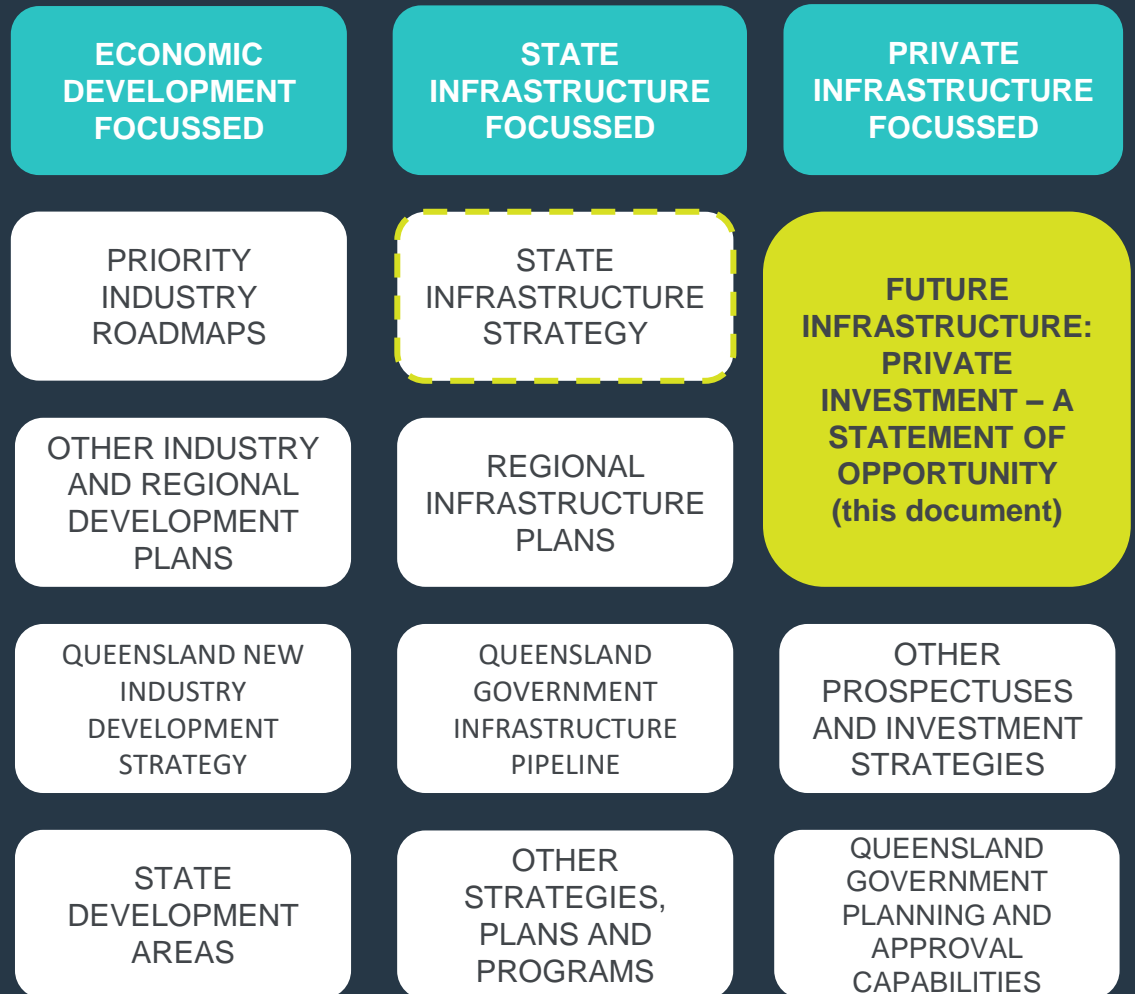 ECONOMIC
DEVELOPMENT
FOCUSSED
STATE
INFRASTRUCTURE
FOCUSSED
PRIVATE
INFRASTRUCTURE
FOCUSSED
PRIORITY
INDUSTRY
ROADMAPS
STATE
INFRASTRUCTURE
STRATEGY
FUTURE
INFRASTRUCTURE:
PRIVATE
INVESTMENT – A
STATEMENT OF
OPPORTUNITY
(this document)
OTHER INDUSTRY
AND REGIONAL
DEVELOPMENT
PLANS
REGIONAL
INFRASTRUCTURE
PLANS
QUEENSLAND NEW
INDUSTRY
DEVELOPMENT
STRATEGY
QUEENSLAND
GOVERNMENT
INFRASTRUCTURE
PIPELINE
OTHER
PROSPECTUSES
AND INVESTMENT
STRATEGIES
STATE
DEVELOPMENT
AREAS
OTHER
STRATEGIES,
PLANS AND
PROGRAMS
QUEENSLAND
GOVERNMENT
PLANNING AND
APPROVAL
CAPABILITIES